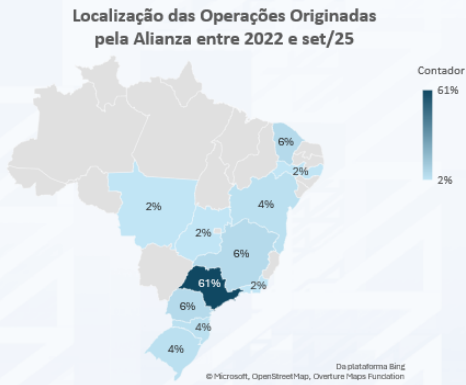 Localização das Operações Originadas
pela Alianza entre 2022 e set/25
Contador
61%
2%
6%
2%
4%
2%
2%
6%
61%
2%
6%
4%
4%
Da plataforma Bing
© Microsoft, OpenStreetMap, Overture Maps Fundation